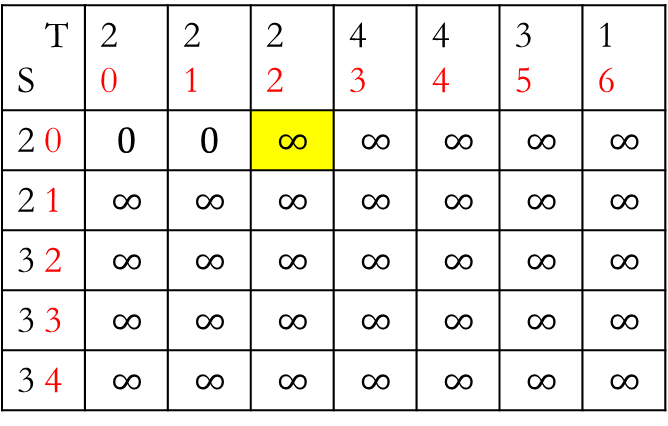 T 2 2 2 4 4 3 1
S 0 1 2 3 4 5 6
2 0 0 0 ∞ ∞ ∞ ∞ ∞
2 1 ∞ ∞ ∞ ∞ ∞ ∞ ∞
3 2 ∞ ∞ ∞ ∞ ∞ ∞ ∞
3 3 ∞ ∞ ∞ ∞ ∞ ∞ ∞
3 4 ∞ ∞ ∞ ∞ ∞ ∞ ∞